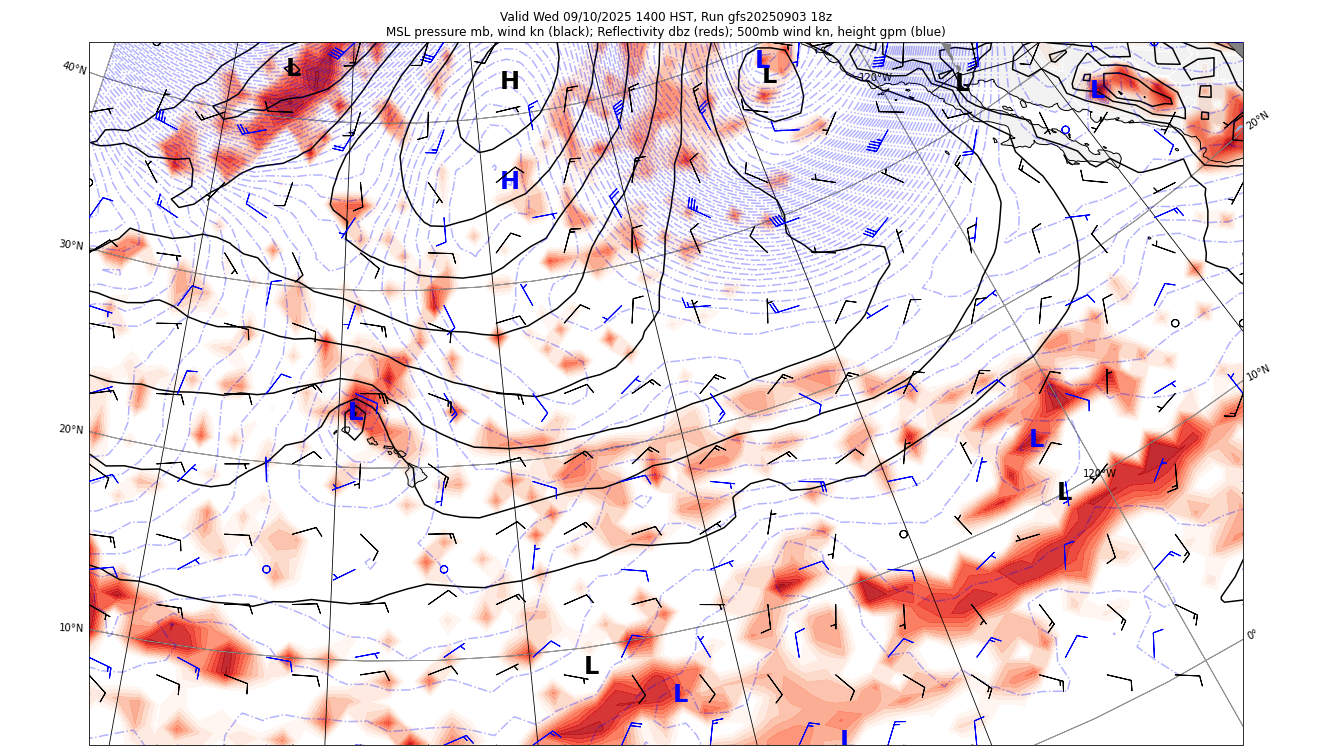 Valid Wed 09/10/2025 1400 HST, Run gfs20250903 18z
MSL pressure mb, wind kn (black); Reflectivity dbz (reds); 500mb wind kn, height gpm (blue)
40°N
L
H
L
L
120°W
L
L
20°N
H
30°N
10°N
L
20°N
L
120°W
L
10°N
0°
L
L
L